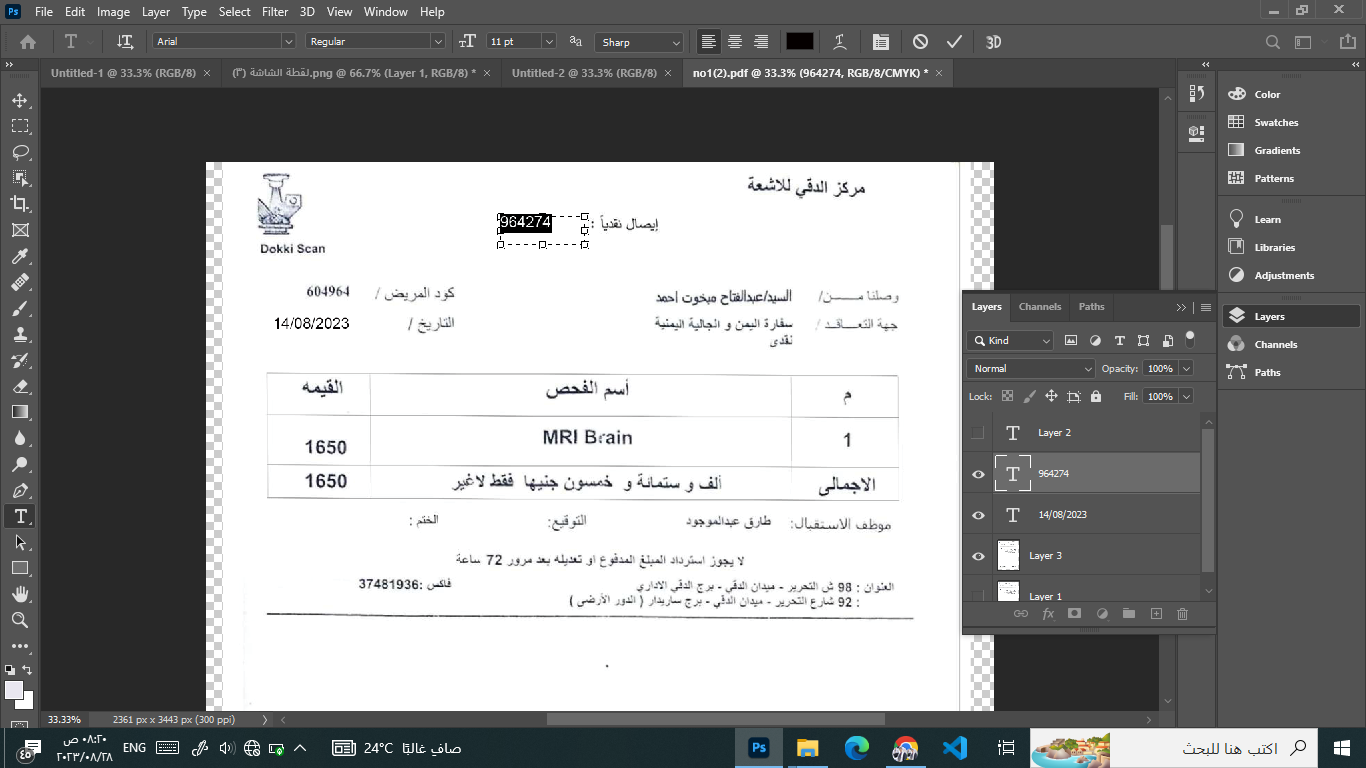 Ps File Edit Image Layer Type Select Filter 3D View Window Help
T Arial Regular 11 pt Sharp 3D
Untitled-1 @ 33.3% (RGB/8) ×
لقطة الشاشة (٣).png @ 66.7% (Layer 1, RGB/8) * ×
Untitled-2 @ 33.3% (RGB/8) ×
no1(2).pdf @ 33.3% (964274, RGB/8/CMYK) * ×
مركز الدقي للاشعة
إيصال نقدياً : 964274
Dokki Scan
وصلنا مـــــن/ السيد/عبدالفتاح مبخوت احمد
كود المريض / 604964
جهة التعـــاقـد / سفارة اليمن و الجالية اليمنية
نقدى
التاريخ / 14/08/2023
م أسم الفحص القيمه
1 MRI Brain 1650
الاجمالى ألف و ستمائة و خمسون جنيها فقط لاغير 1650
موظف الاستقبال: طارق عبدالموجود التوقيع: الختم :
لا يجوز استرداد المبلغ المدفوع او تعديله بعد مرور 72 ساعة
العنوان : 98 ش التحرير - ميدان الدقي - برج الدقي الاداري فاكس :37481936
: 92 شارع التحرير - ميدان الدقي - برج ساريدار ( الدور الأرضى )
Color
Swatches
Gradients
Patterns
Learn
Libraries
Adjustments
Layers
Channels
Paths
Layers Channels Paths
Kind
Normal Opacity: 100%
Lock: Fill: 100%
T Layer 2
T 964274
T 14/08/2023
Layer 3
Layer 1
fx
33.33% 2361 px x 3443 px (300 ppi)
٤٥
٠٨:٢٠ ص
٢٠٢٣/٠٨/٢٨
ENG
24°C صافٍ غالبًا
Ps
اكتب هنا للبحث